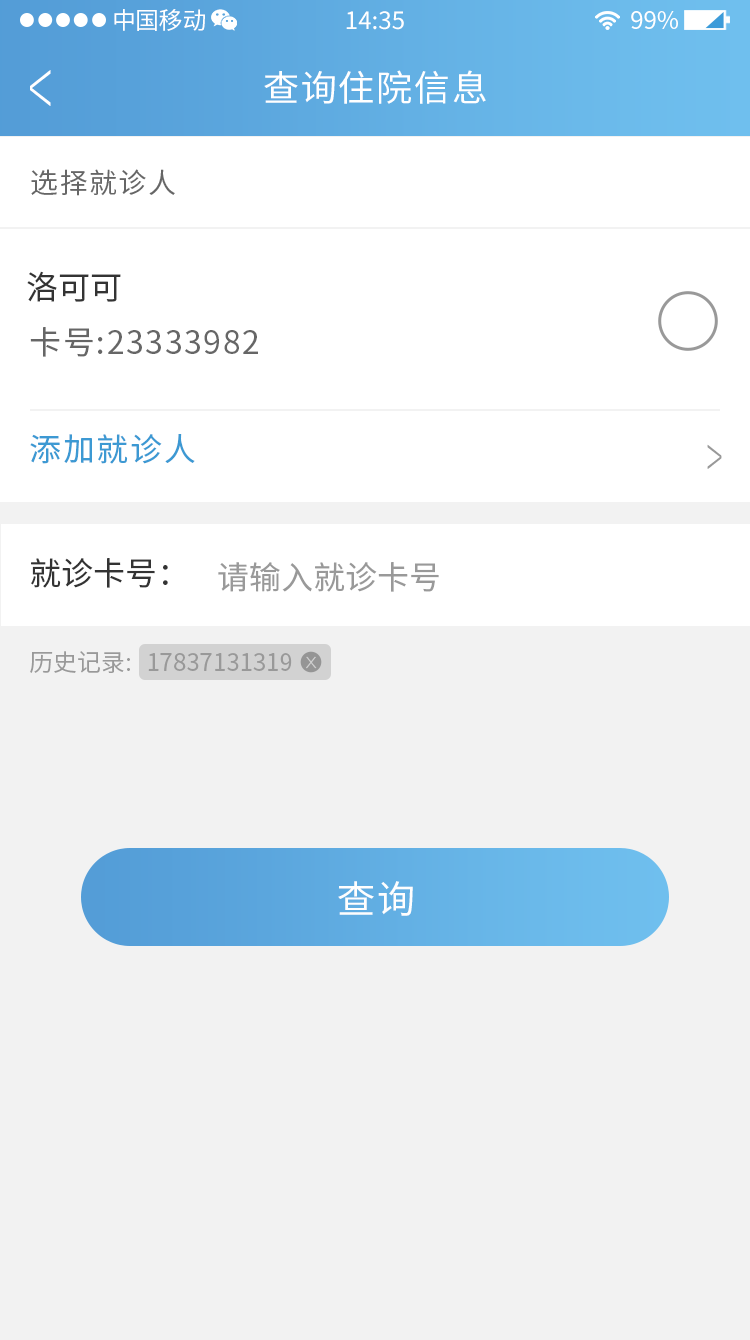 中国移动 14:35 99%
查询住院信息
选择就诊人
洛可可
卡号:23333982
添加就诊人
就诊卡号： 请输入就诊卡号
历史记录: 17837131319 X
查询